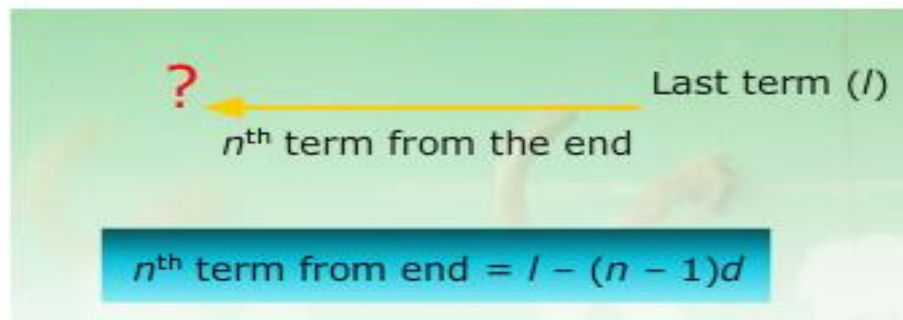 ?
Last term (l)
nᵗʰ term from the end
nᵗʰ term from end = l – (n – 1)d